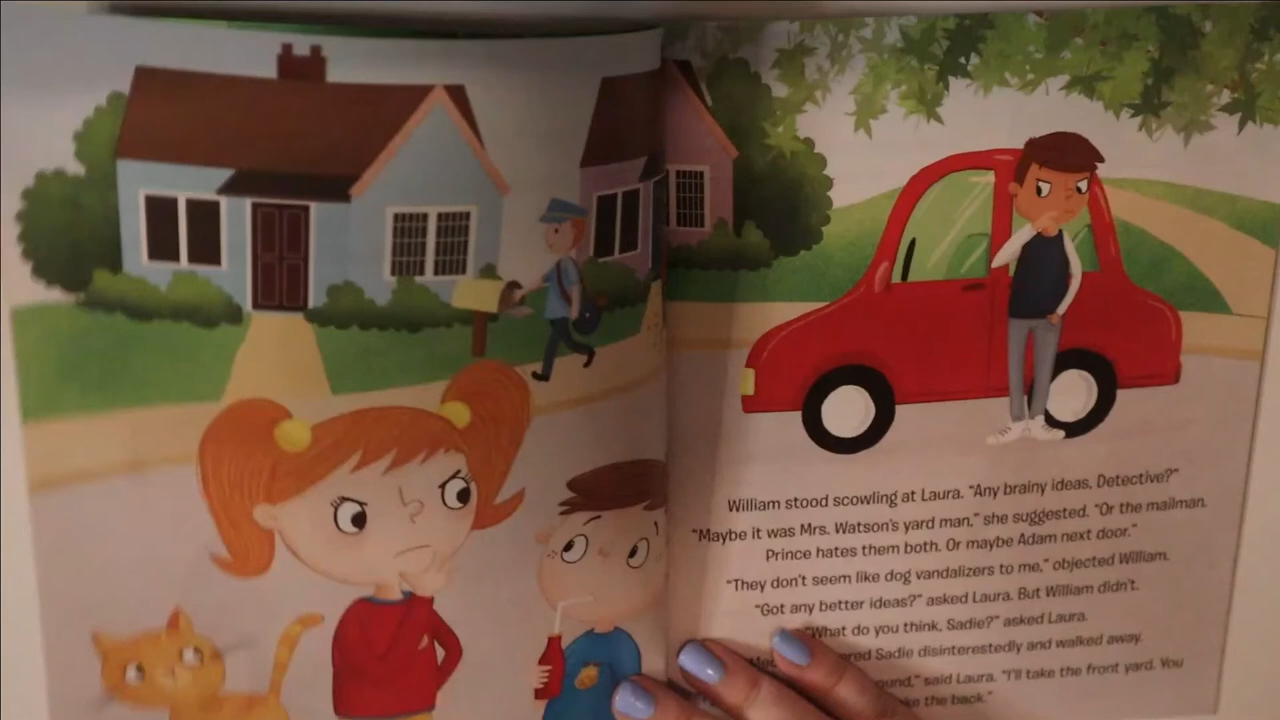 William stood scowling at Laura. "Any brainy ideas, Detective?"
"Maybe it was Mrs. Watson's yard man," she suggested. "Or the mailman.
Prince hates them both. Or maybe Adam next door."
"They don't seem like dog vandalizers to me," objected William.
"Got any better ideas?" asked Laura. But William didn't.
"What do you think, Sadie?" asked Laura.
Sadie disinterestedly and walked away.
said Laura. "I'll take the front yard. You
the back."